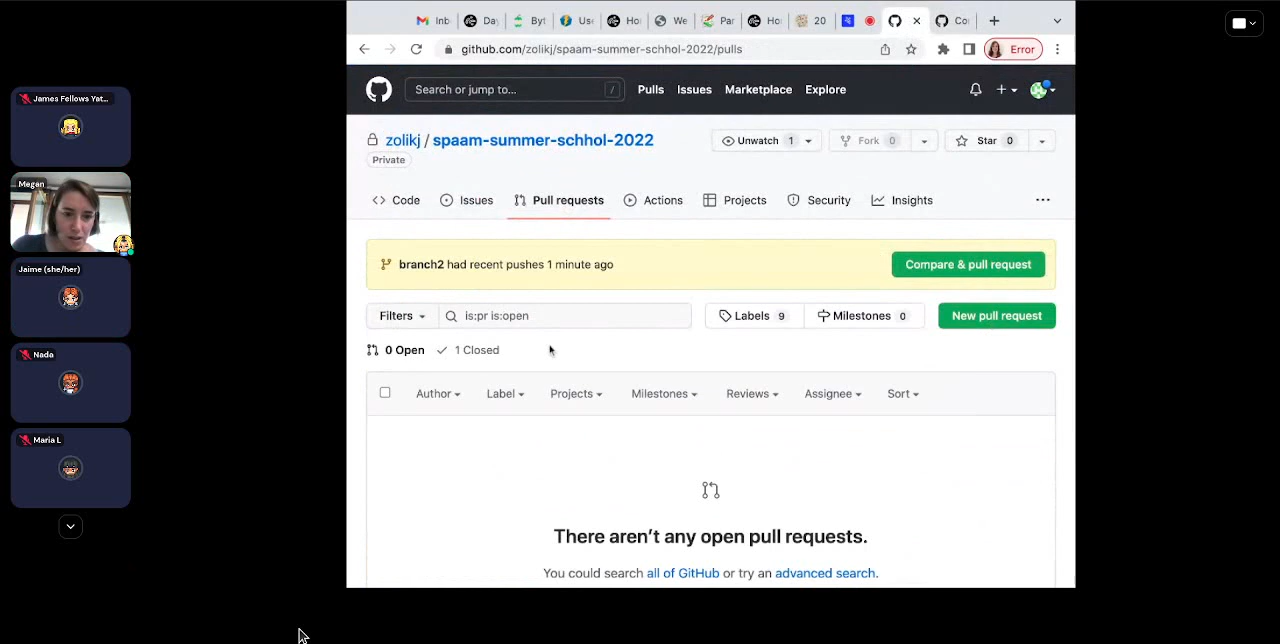 Inb
Day
Byt
Use
Ho
We
Par
Ho
20
Co
github.com/zolikj/spaam-summer-schhol-2022/pulls
Error
Search or jump to...
/
Pulls
Issues
Marketplace
Explore
zolikj / spaam-summer-schhol-2022
Private
Unwatch 1
Fork 0
Star 0
Code
Issues
Pull requests
Actions
Projects
Security
Insights
branch2 had recent pushes 1 minute ago
Compare & pull request
Filters
is:pr is:open
Labels 9
Milestones 0
New pull request
0 Open
1 Closed
Author
Label
Projects
Milestones
Reviews
Assignee
Sort
There aren't any open pull requests.
You could search all of GitHub or try an advanced search.
James Fellows Yat...
Megan
Jaime (she/her)
Nada
Maria L